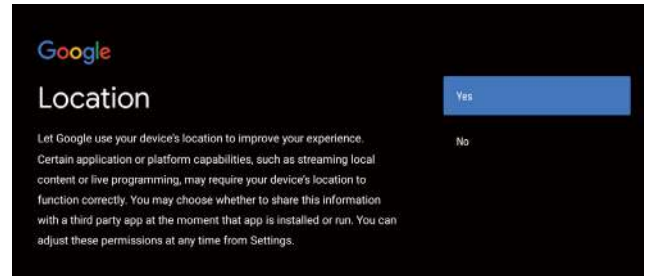 Google
Location
Let Google use your device's location to improve your experience.
Certain application or platform capabilities, such as streaming local
content or live programming, may require your device's location to
function correctly. You may choose whether to share this information
with a third party app at the moment that app is installed or run. You can
adjust these permissions at any time from Settings.
Yes
No